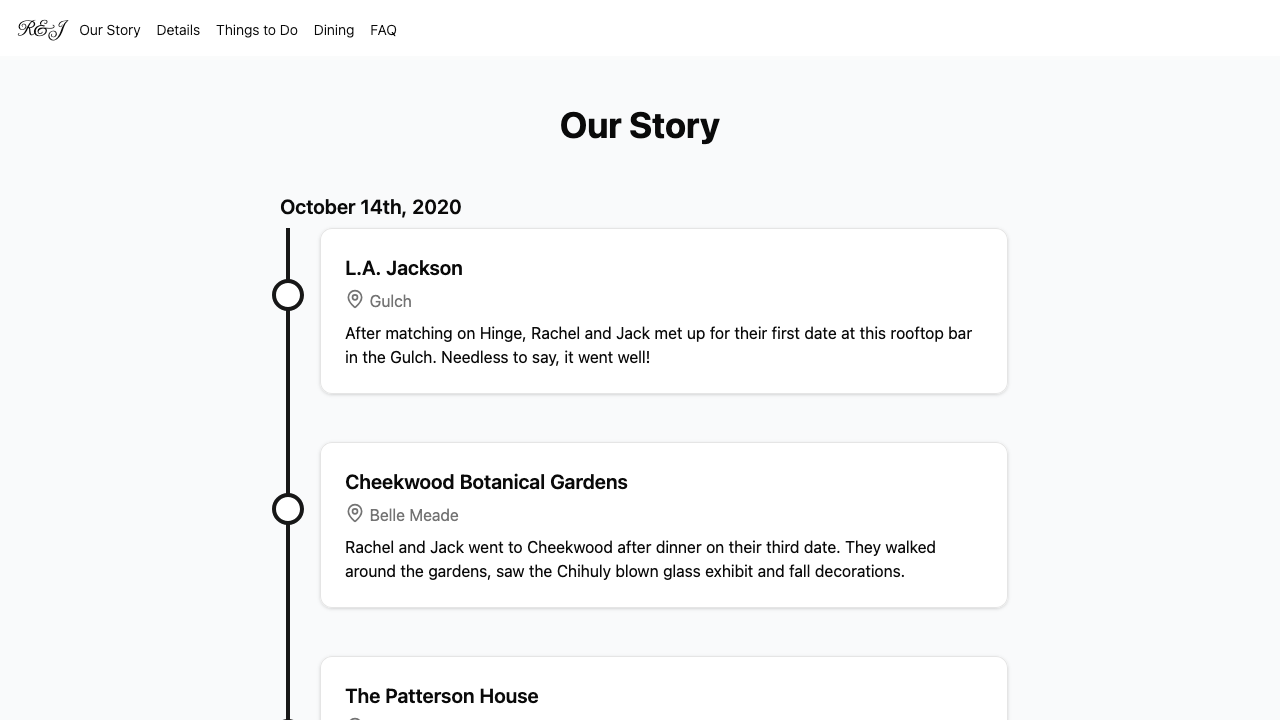 R&J Our Story Details Things to Do Dining FAQ
Our Story
October 14th, 2020
L.A. Jackson
Gulch
After matching on Hinge, Rachel and Jack met up for their first date at this rooftop bar
in the Gulch. Needless to say, it went well!
Cheekwood Botanical Gardens
Belle Meade
Rachel and Jack went to Cheekwood after dinner on their third date. They walked
around the gardens, saw the Chihuly blown glass exhibit and fall decorations.
The Patterson House